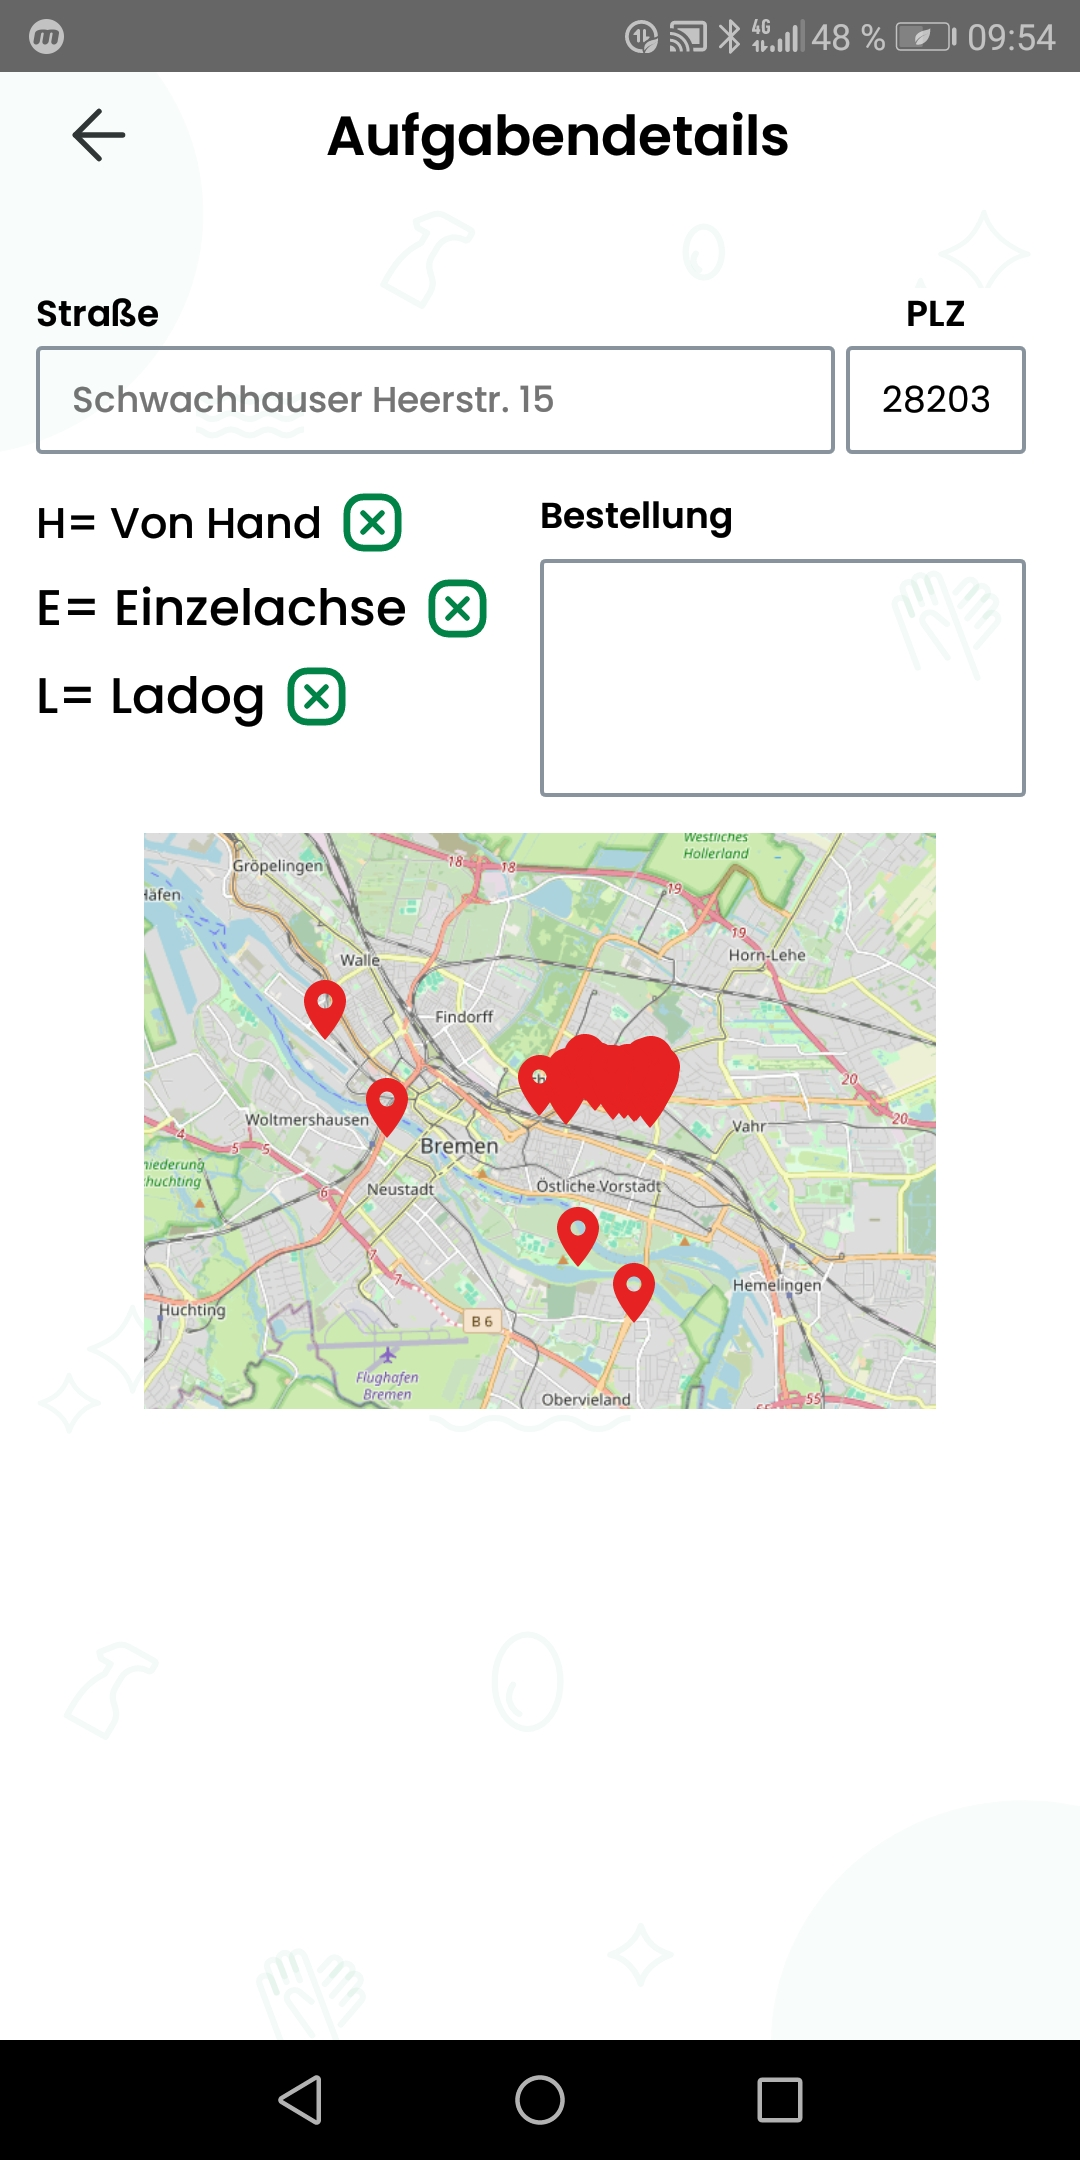 4G
48 %
09:54
Aufgabendetails
Straße
PLZ
Schwachhauser Heerstr. 15
28203
H= Von Hand
Bestellung
E= Einzelachse
L= Ladog
Westliches
Hollerland
Gröpelingen
18
18
19
Häfen
19
Horn-Lehe
Walle
Findorff
20
20
Woltmershausen
Vahr
4
5
5
Bremen
niederung
chuchting
6
Neustadt
Östliche Vorstadt
7
7
Hemelingen
Huchting
B 6
Flughafen
Bremen
Obervieland
55